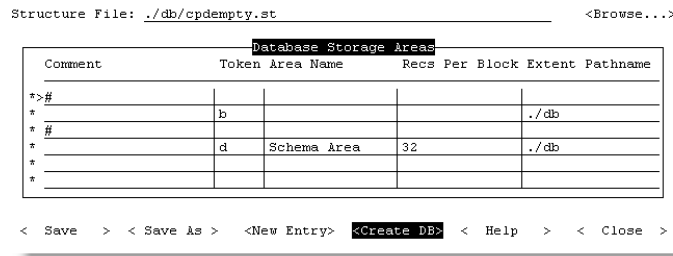 Structure File: ./db/cpdempty.st <Browse...>
Database Storage Areas
Comment Token Area Name Recs Per Block Extent Pathname
*>#
* b ./db
* #
* d Schema Area 32 ./db
*
*
< Save > < Save As > <New Entry> <Create DB> < Help > < Close >